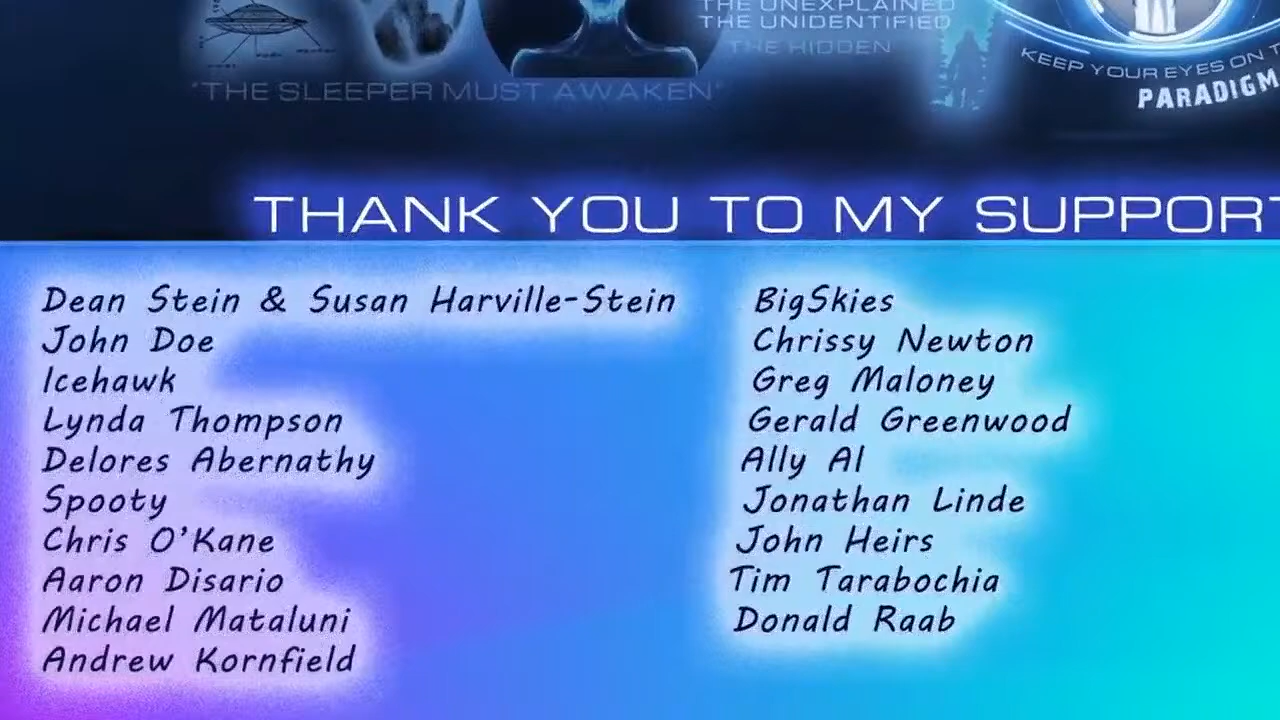 THE UNEXPLAINED
THE UNIDENTIFIED
THE HIDDEN
"THE SLEEPER MUST AWAKEN"
KEEP YOUR EYES ON
PARADIGM
THANK YOU TO MY SUPPORT
Dean Stein & Susan Harville-Stein
John Doe
Icehawk
Lynda Thompson
Delores Abernathy
Spooty
Chris O'Kane
Aaron Disario
Michael Mataluni
Andrew Kornfield
BigSkies
Chrissy Newton
Greg Maloney
Gerald Greenwood
Ally Al
Jonathan Linde
John Heirs
Tim Tarabochia
Donald Raab